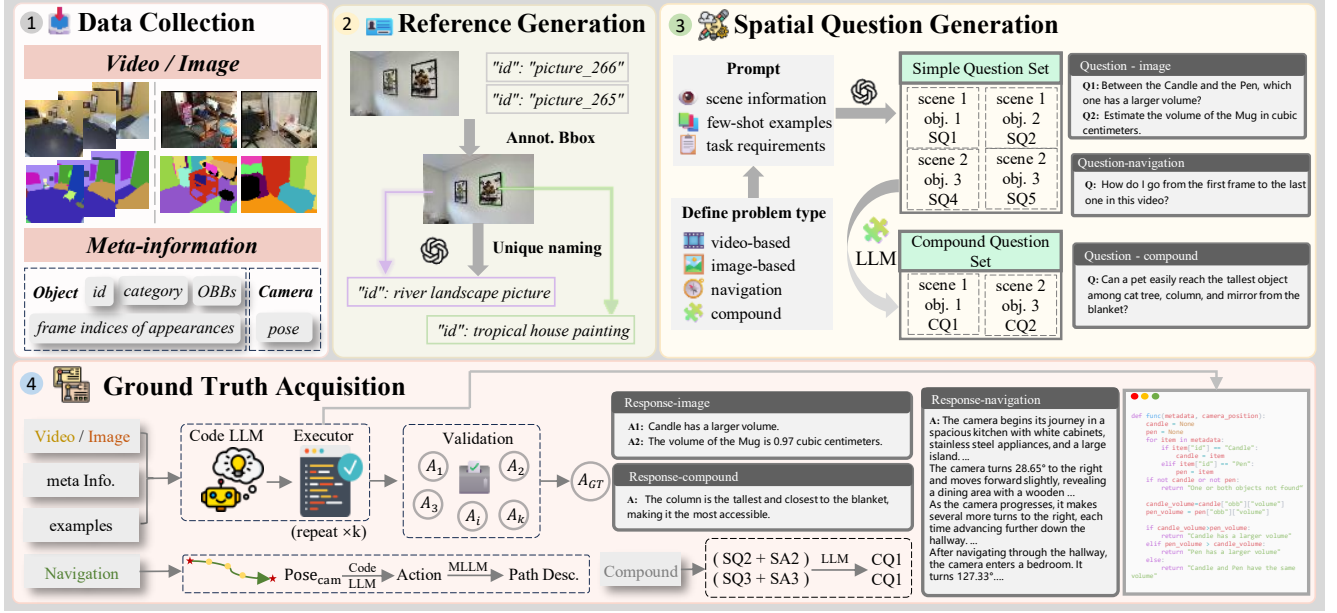 1 Data Collection
Video / Image
Meta-information
Object id category OBBs
frame indices of appearances
Camera
pose
2 Reference Generation
"id": "picture_266"
"id": "picture_265"
Annot. Bbox
Unique naming
"id": river landscape picture
"id": tropical house painting
3 Spatial Question Generation
Prompt
scene information
few-shot examples
task requirements
Define problem type
video-based
image-based
navigation
compound
Simple Question Set
scene 1
obj. 1
SQ1
scene 1
obj. 2
SQ2
scene 2
obj. 3
SQ4
scene 2
obj. 3
SQ5
LLM
Compound Question
Set
scene 1
obj. 1
CQ1
scene 2
obj. 3
CQ2
Question - image
Q1: Between the Candle and the Pen, which
one has a larger volume?
Q2: Estimate the volume of the Mug in cubic
centimeters.
Question-navigation
Q: How do I go from the first frame to the last
one in this video?
Question - compound
Q: Can a pet easily reach the tallest object
among cat tree, column, and mirror from the
blanket?
4 Ground Truth Acquisition
Video / Image
meta Info.
examples
Code LLM
Executor
(repeat ×k)
Validation
A1
A2
A3
Ai
Ak
AGT
Response-image
A1: Candle has a larger volume.
A2: The volume of the Mug is 0.97 cubic centimeters.
Response-compound
A: The column is the tallest and closest to the blanket,
making it the most accessible.
Navigation
Posecam Code LLM Action MLLM Path Desc.
Compound
( SQ2 + SA2 ) LLM CQ1
( SQ3 + SA3 ) CQ1
Response-navigation
A: The camera begins its journey in a
spacious kitchen with white cabinets,
stainless steel appliances, and a large
island. ...
The camera turns 28.65° to the right
and moves forward slightly, revealing
a dining area with a wooden ...
As the camera progresses, it makes
several more turns to the right, each
time advancing further down the
hallway. ...
After navigating through the hallway,
the camera enters a bedroom. It
turns 127.33°....
def func(metadata, camera_position):
candle = None
pen = None
for item in metadata:
if item["id"] == "Candle":
candle = item
elif item["id"] == "Pen":
pen = item
if not candle or not pen:
return "One or both objects not found"
candle_volume=candle["obb"]["volume"]
pen_volume = pen["obb"]["volume"]
if candle_volume>pen_volume:
return "Candle has a larger volume"
elif pen_volume > candle_volume:
return "Pen has a larger volume"
else:
return "Candle and Pen have the same
volume"